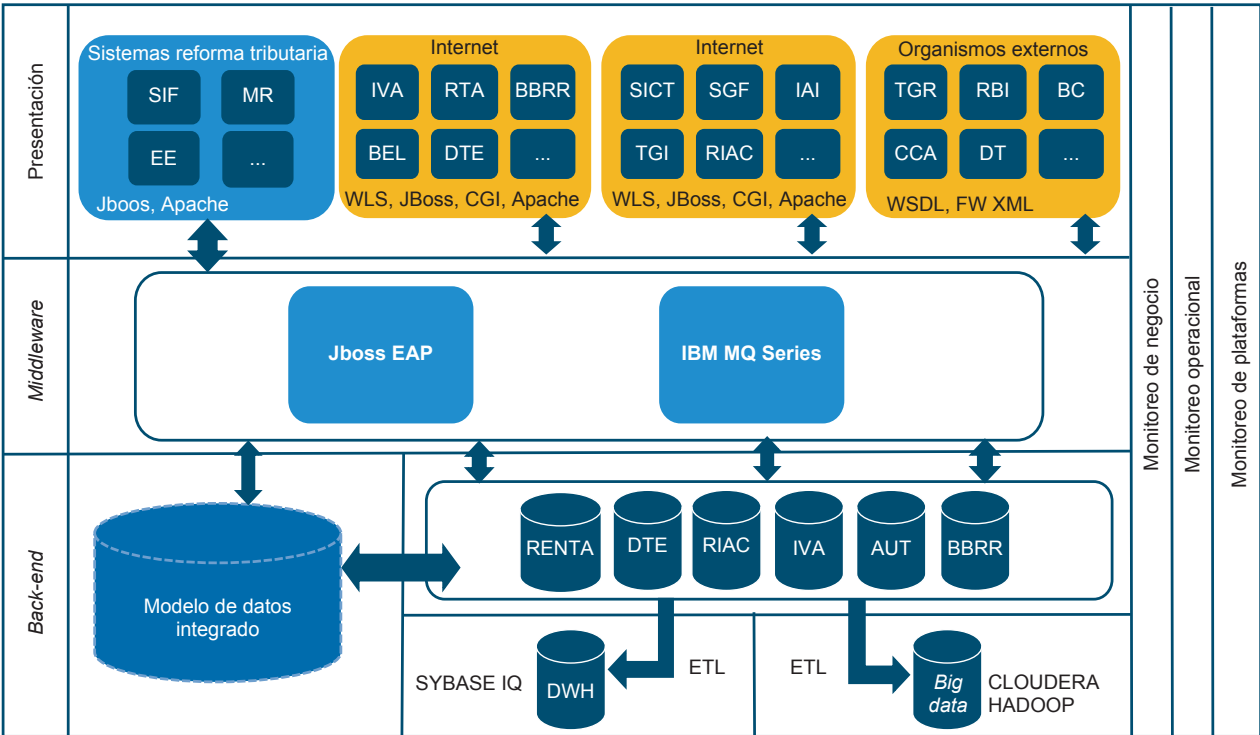 Presentación
Sistemas reforma tributaria
SIF
MR
EE
...
Jboos, Apache
Internet
IVA
RTA
BBRR
BEL
DTE
...
WLS, JBoss, CGI, Apache
Internet
SICT
SGF
IAI
TGI
RIAC
...
WLS, JBoss, CGI, Apache
Organismos externos
TGR
RBI
BC
CCA
DT
...
WSDL, FW XML
Middleware
Jboss EAP
IBM MQ Series
Back-end
Modelo de datos
integrado
RENTA
DTE
RIAC
IVA
AUT
BBRR
SYBASE IQ
DWH
ETL
ETL
Big
data
CLOUDERA
HADOOP
Monitoreo de negocio
Monitoreo operacional
Monitoreo de plataformas